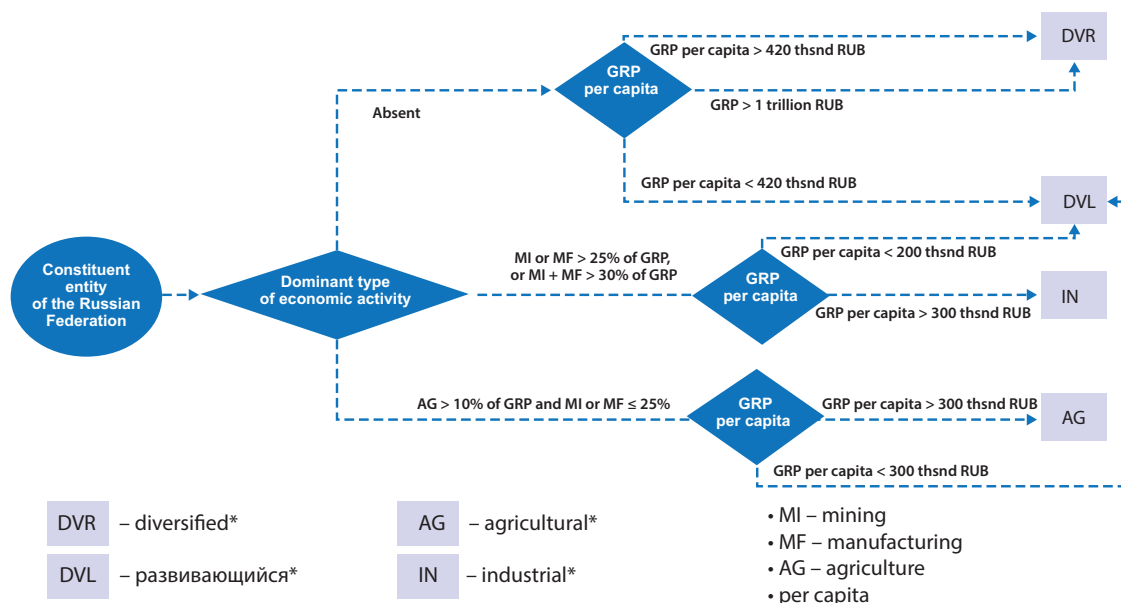 GRP per capita > 420 thsnd RUB
DVR
GRP
per capita
GRP > 1 trillion RUB
Absent
GRP per capita < 420 thsnd RUB
DVL
Constituent
entity
of the Russian
Federation
Dominant type
of economic activity
MI or MF > 25% of GRP,
or MI + MF > 30% of GRP
GRP per capita < 200 thsnd RUB
GRP
per capita
IN
GRP per capita > 300 thsnd RUB
AG > 10% of GRP and MI or MF ≤ 25%
GRP
per capita
GRP per capita > 300 thsnd RUB
AG
GRP per capita < 300 thsnd RUB
DVR – diversified*
DVL – развивающийся*
AG – agricultural*
IN – industrial*
• MI – mining
• MF – manufacturing
• AG – agriculture
• per capita